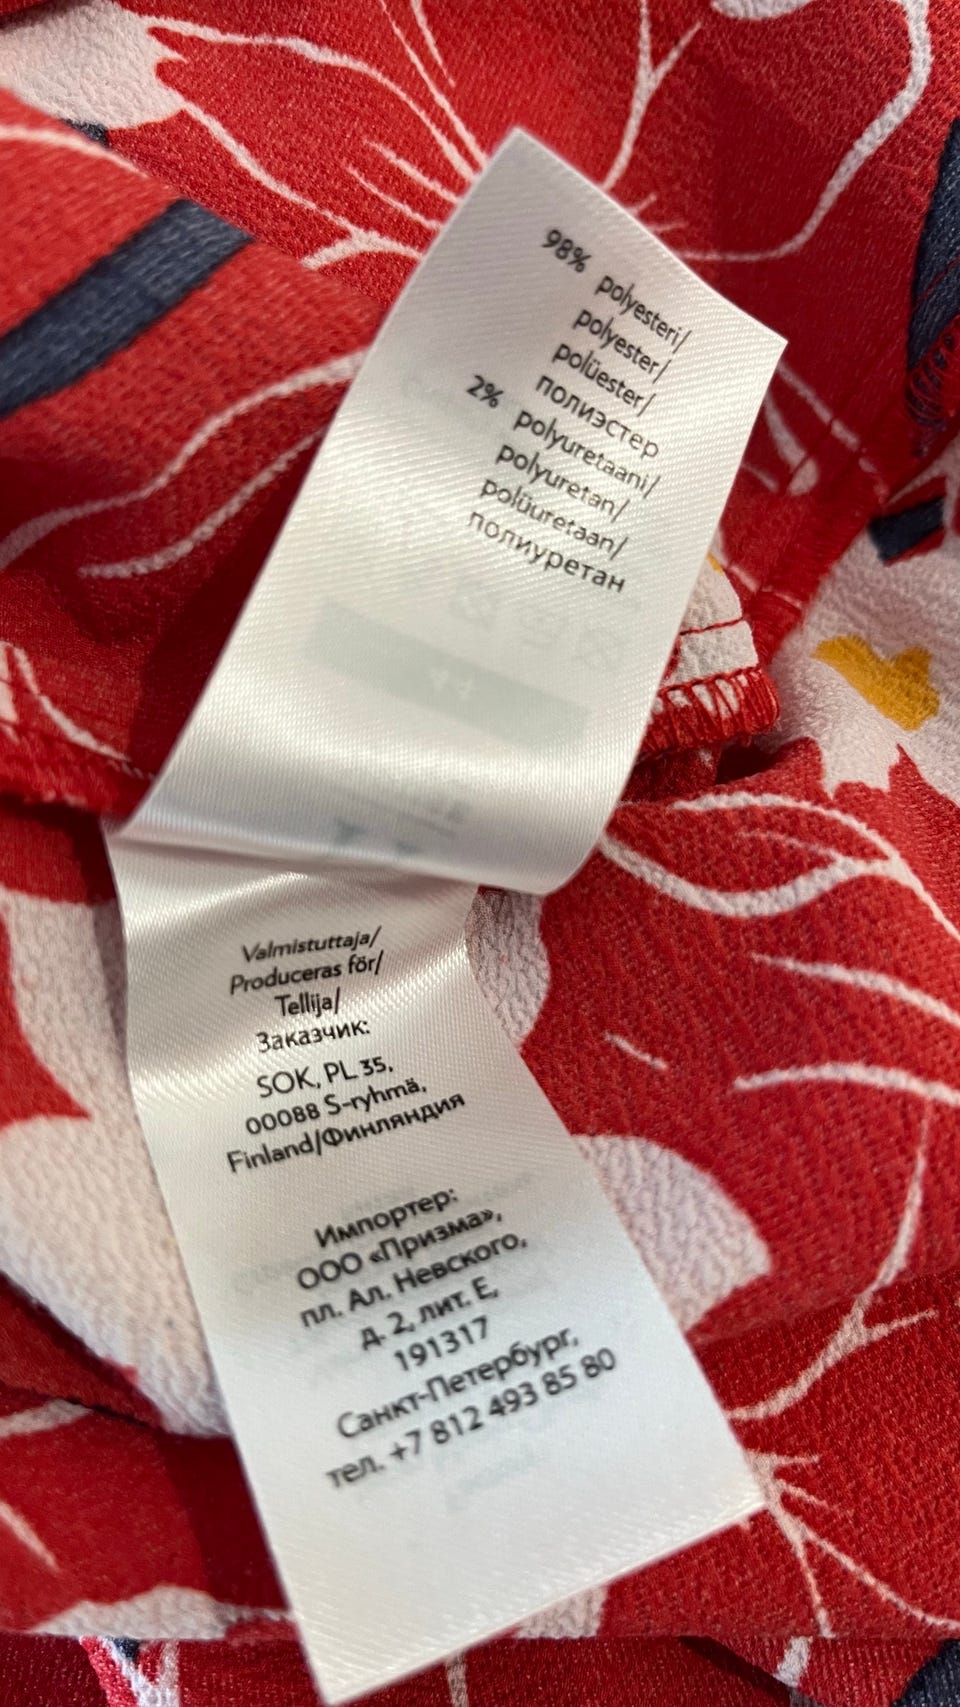 98% polyesteri/
polyester/
polüester/
полиэстер
2% polyuretaani/
polyuretan/
polüuretaan/
полиуретан
44
Valmistuttaja/
Produceras för/
Tellija/
Заказчик:
SOK, PL 35,
00088 S-ryhmä,
Finland/Финляндия
Импортер:
ООО «Призма»,
пл. Ал. Невского,
д. 2, лит. Е,
191317
Санкт-Петербург,
тел. +7 812 493 85 80